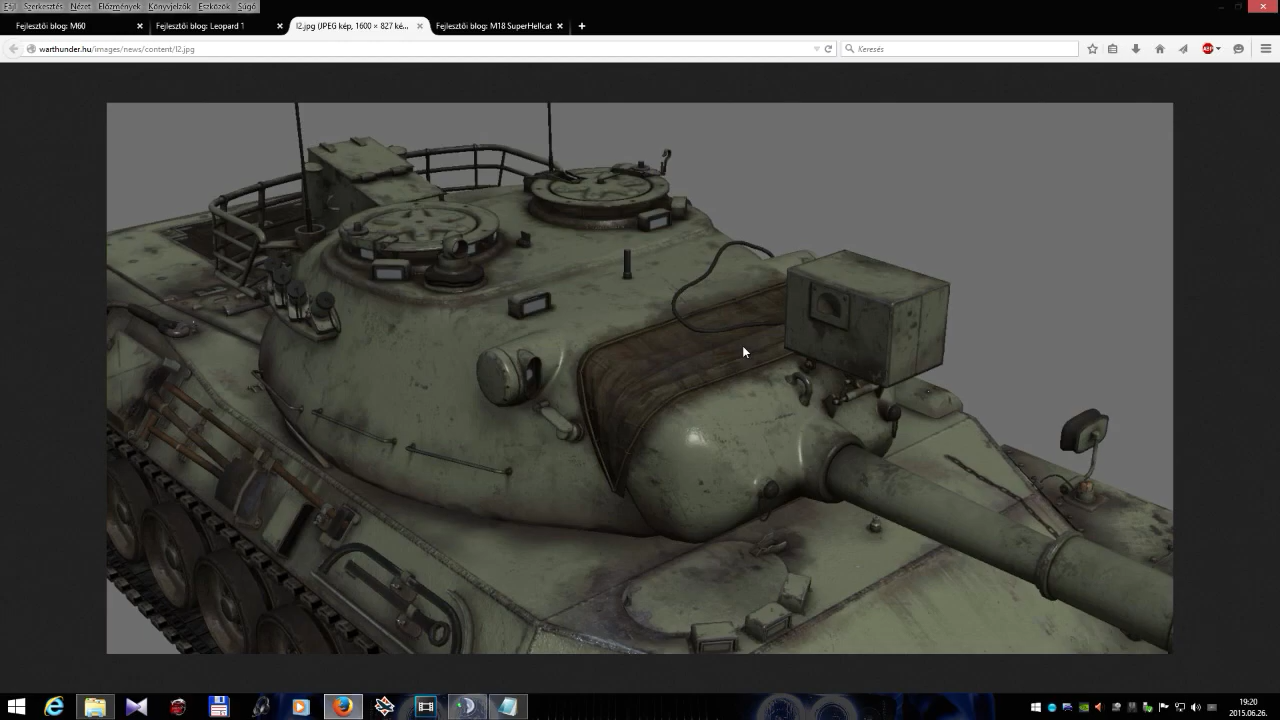 Fájl Szerkesztés Nézet Előzmények Könyvjelzők Eszközök Súgó
Fejlesztői blog: M60 × Fejlesztői blog: Leopard 1 × l2.jpg (JPEG kép, 1600 × 827 ké... × Fejlesztői blog: M18 SuperHellcat × +
warthunder.hu/images/news/content/l2.jpg
Keresés
ABP
19:20
2015.06.26.